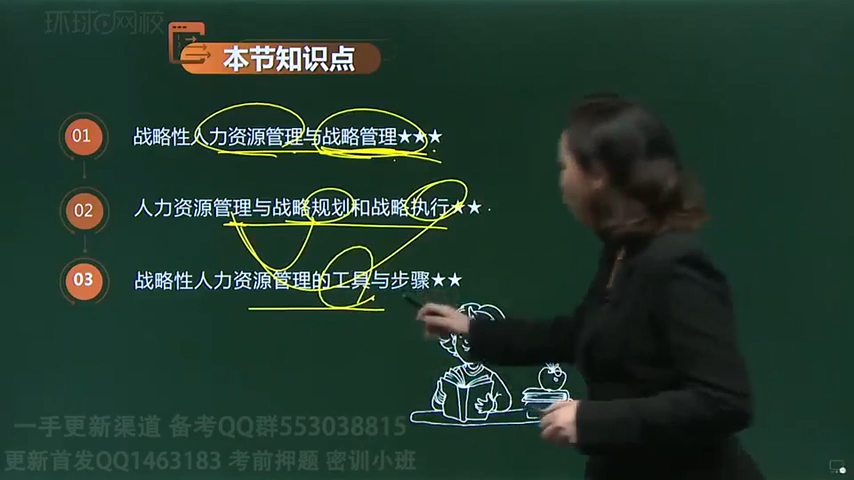 环球网校
本节知识点
01 战略性人力资源管理与战略管理★★★
02 人力资源管理与战略规划和战略执行★★
03 战略性人力资源管理的工具与步骤★★
一手更新渠道 备考QQ群553038815
更新首发QQ1463183 考前押题 密训小班